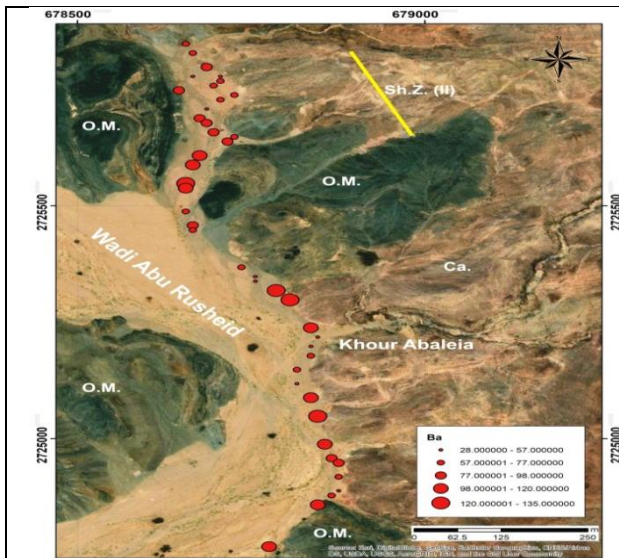 678500 679000
Sh.Z. (II)
O.M.
O.M.
2725500
Wadi Abu Rusheid
Ca.
Khour Abaleia
O.M.
2725000
Ba
28.000000 - 57.000000
57.000001 - 77.000000
77.000001 - 98.000000
98.000001 - 120.000000
120.000001 - 135.000000
O.M.
m
0 62.5 125 250
Source: Esri,